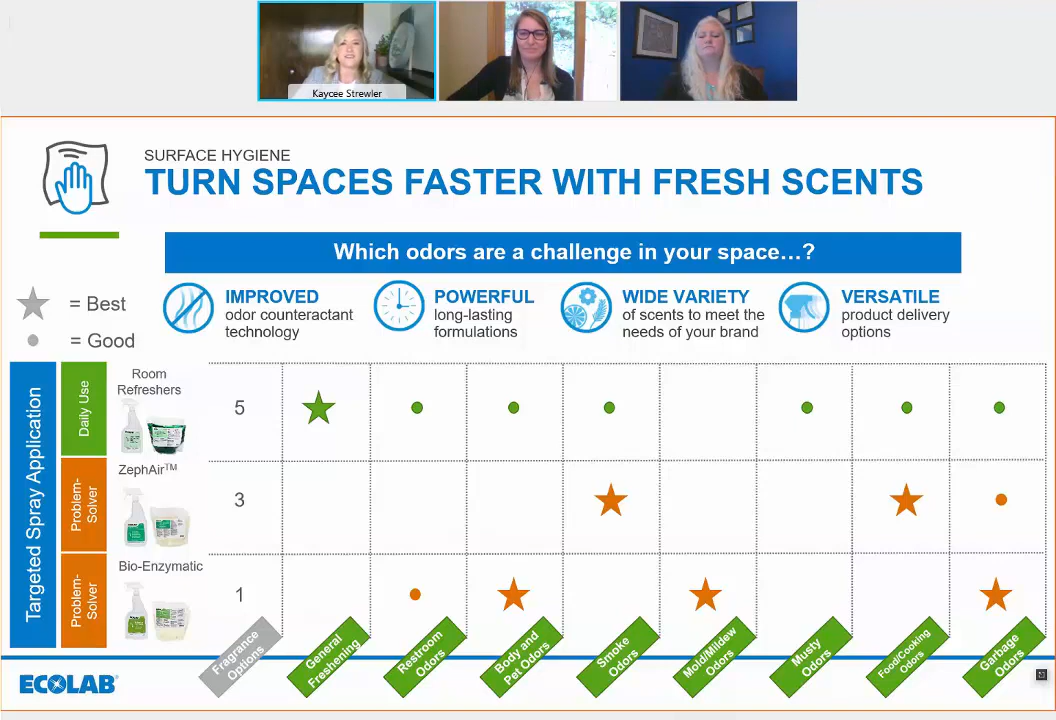 Kaycee Strewler
SURFACE HYGIENE
TURN SPACES FASTER WITH FRESH SCENTS
Which odors are a challenge in your space…?
= Best
= Good
IMPROVED
odor counteractant
technology
POWERFUL
long-lasting
formulations
WIDE VARIETY
of scents to meet the
needs of your brand
VERSATILE
product delivery
options
Targeted Spray Application
Daily Use
Room
Refreshers
5
Problem-
Solver
ZephAir™
3
Problem-
Solver
Bio-Enzymatic
1
Fragrance
Options
General
Freshening
Restroom
Odors
Body and
Pet Odors
Smoke
Odors
Mold/Mildew
Odors
Musty
Odors
Food/Cooking
Odors
Garbage
Odors
ECOLAB®